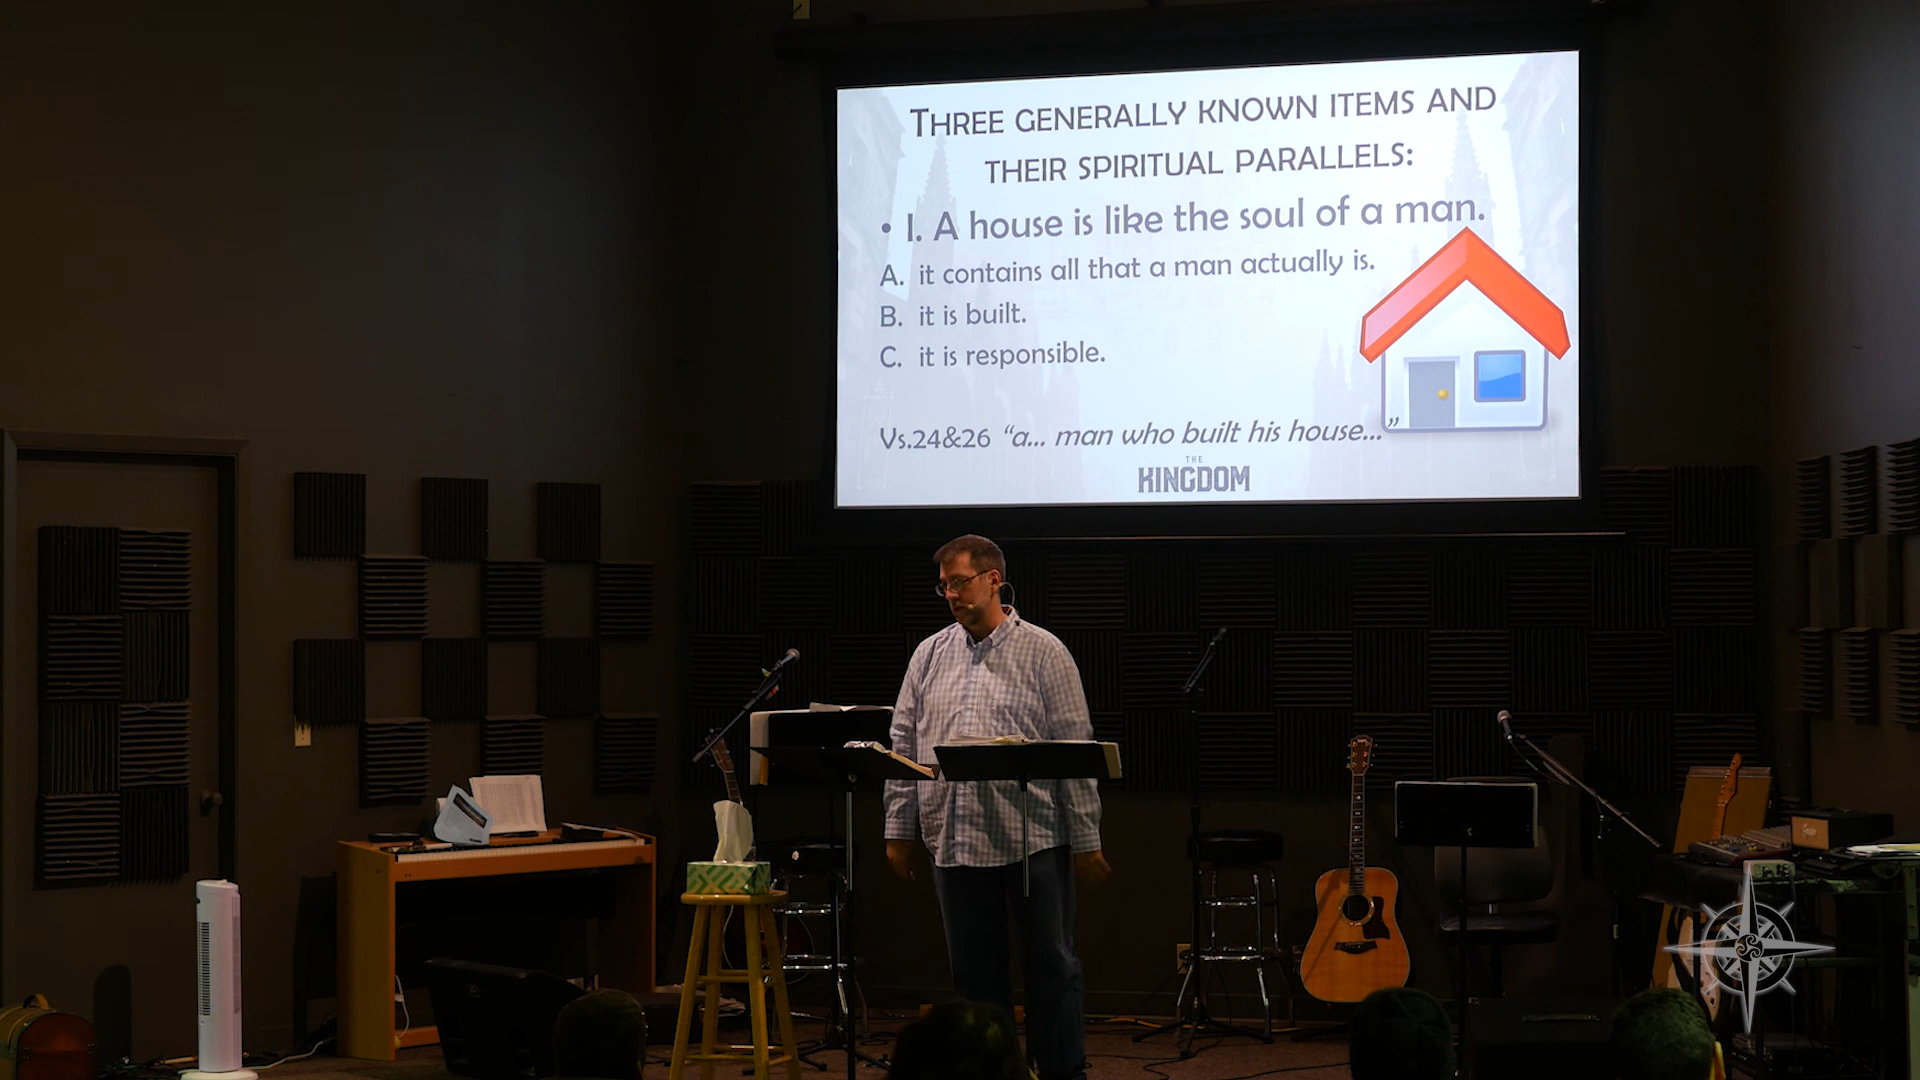 THREE GENERALLY KNOWN ITEMS AND
THEIR SPIRITUAL PARALLELS:
• I. A house is like the soul of a man.
A. it contains all that a man actually is.
B. it is built.
C. it is responsible.
Vs.24&26 “a... man who built his house...”
THE
KINGDOM